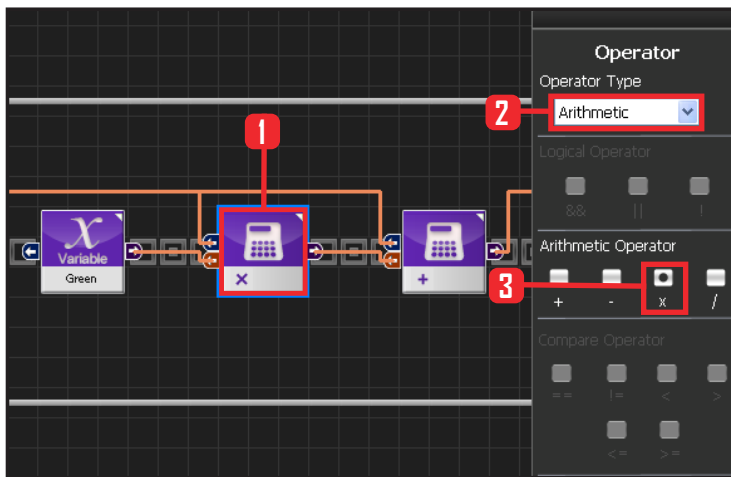 Operator
Operator Type
2
Arithmetic
1
Logical Operator
&& || !
X
Variable
Green
×
+
Arithmetic Operator
3
+ - x /
Compare Operator
== != < >
<= >=